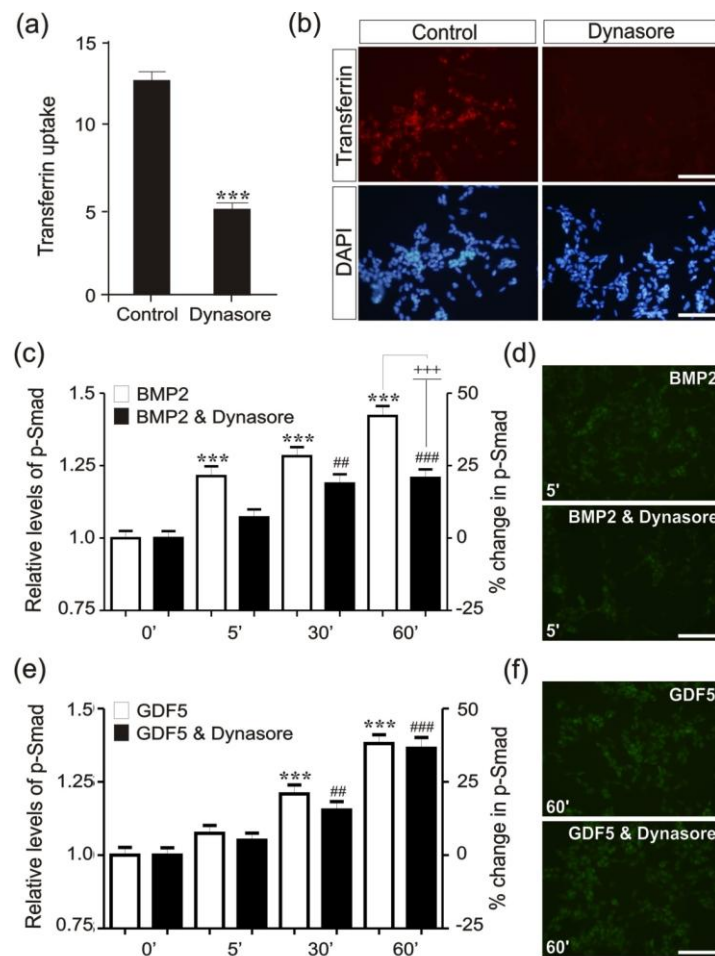 (a)
15
10
5
0
Transferrin uptake
***
Control
Dynasore
(b)
Control
Dynasore
Transferrin
DAPI
(c)
1.5
1.25
1.0
0.75
Relative levels of p-Smad
BMP2
BMP2 & Dynasore
***
***
##
***
+++
###
50
25
0
-25
% change in p-Smad
0'
5'
30'
60'
(d)
BMP2
5'
BMP2 & Dynasore
5'
(e)
1.5
1.25
1.0
0.75
Relative levels of p-Smad
GDF5
GDF5 & Dynasore
***
##
***
###
50
25
0
-25
% change in p-Smad
0'
5'
30'
60'
(f)
GDF5
60'
GDF5 & Dynasore
60'